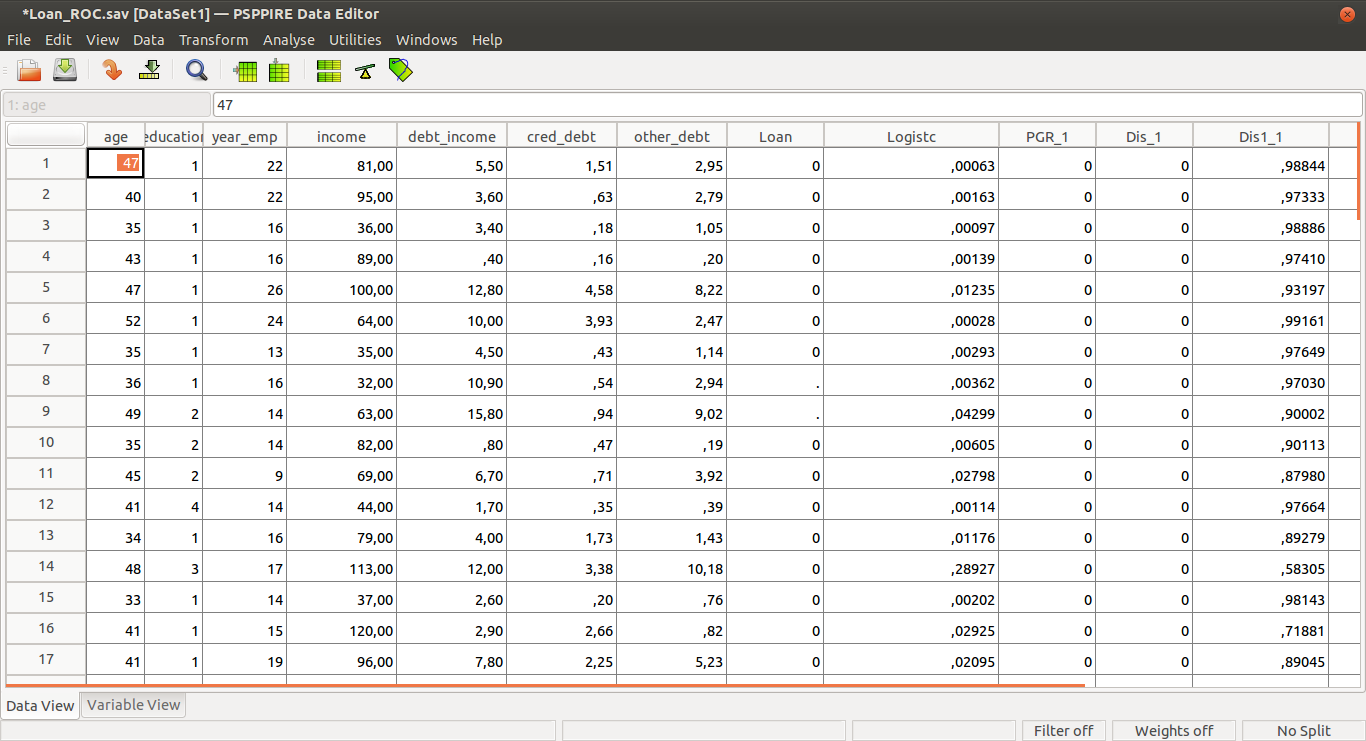 *Loan_ROC.sav [DataSet1] — PSPPIRE Data Editor
File Edit View Data Transform Analyse Utilities Windows Help
1: age 47
age education year_emp income debt_income cred_debt other_debt Loan Logistc PGR_1 Dis_1 Dis1_1
1 47 1 22 81,00 5,50 1,51 2,95 0 ,00063 0 0 ,98844
2 40 1 22 95,00 3,60 ,63 2,79 0 ,00163 0 0 ,97333
3 35 1 16 36,00 3,40 ,18 1,05 0 ,00097 0 0 ,98886
4 43 1 16 89,00 ,40 ,16 ,20 0 ,00139 0 0 ,97410
5 47 1 26 100,00 12,80 4,58 8,22 0 ,01235 0 0 ,93197
6 52 1 24 64,00 10,00 3,93 2,47 0 ,00028 0 0 ,99161
7 35 1 13 35,00 4,50 ,43 1,14 0 ,00293 0 0 ,97649
8 36 1 16 32,00 10,90 ,54 2,94 . ,00362 0 0 ,97030
9 49 2 14 63,00 15,80 ,94 9,02 . ,04299 0 0 ,90002
10 35 2 14 82,00 ,80 ,47 ,19 0 ,00605 0 0 ,90113
11 45 2 9 69,00 6,70 ,71 3,92 0 ,02798 0 0 ,87980
12 41 4 14 44,00 1,70 ,35 ,39 0 ,00114 0 0 ,97664
13 34 1 16 79,00 4,00 1,73 1,43 0 ,01176 0 0 ,89279
14 48 3 17 113,00 12,00 3,38 10,18 0 ,28927 0 0 ,58305
15 33 1 14 37,00 2,60 ,20 ,76 0 ,00202 0 0 ,98143
16 41 1 15 120,00 2,90 2,66 ,82 0 ,02925 0 0 ,71881
17 41 1 19 96,00 7,80 2,25 5,23 0 ,02095 0 0 ,89045
Data View Variable View
Filter off Weights off No Split